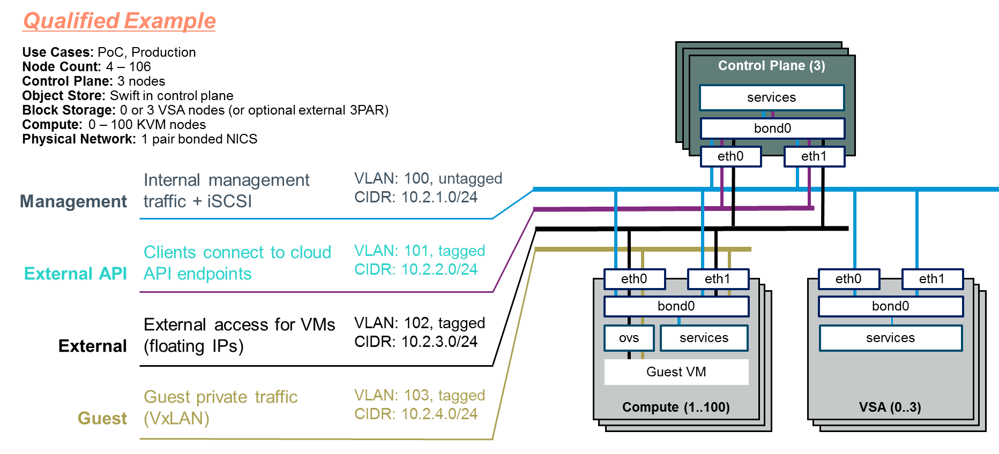 Qualified Example
Use Cases: PoC, Production
Node Count: 4 – 106
Control Plane: 3 nodes
Object Store: Swift in control plane
Block Storage: 0 or 3 VSA nodes (or optional external 3PAR)
Compute: 0 – 100 KVM nodes
Physical Network: 1 pair bonded NICS
Management
Internal management
traffic + iSCSI
VLAN: 100, untagged
CIDR: 10.2.1.0/24
External API
Clients connect to cloud
API endpoints
VLAN: 101, tagged
CIDR: 10.2.2.0/24
External
External access for VMs
(floating IPs)
VLAN: 102, tagged
CIDR: 10.2.3.0/24
Guest
Guest private traffic
(VxLAN)
VLAN: 103, tagged
CIDR: 10.2.4.0/24
Control Plane (3)
services
bond0
eth0
eth1
eth0
eth1
bond0
ovs
services
Guest VM
Compute (1..100)
eth0
eth1
bond0
services
VSA (0..3)